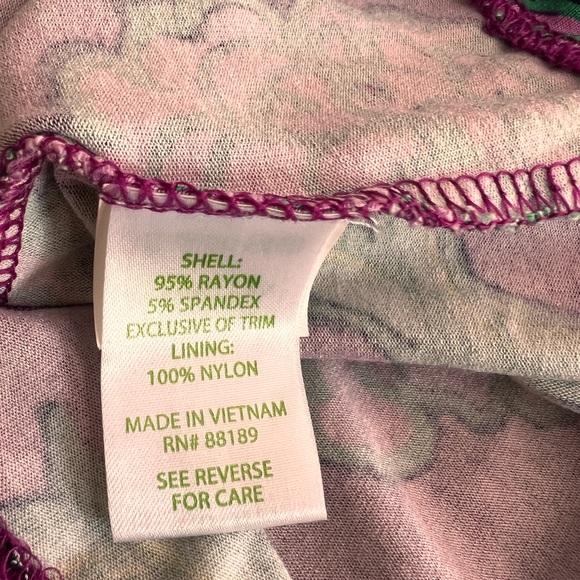 SHELL:
95% RAYON
5% SPANDEX
EXCLUSIVE OF TRIM
LINING:
100% NYLON
MADE IN VIETNAM
RN# 88189
SEE REVERSE
FOR CARE